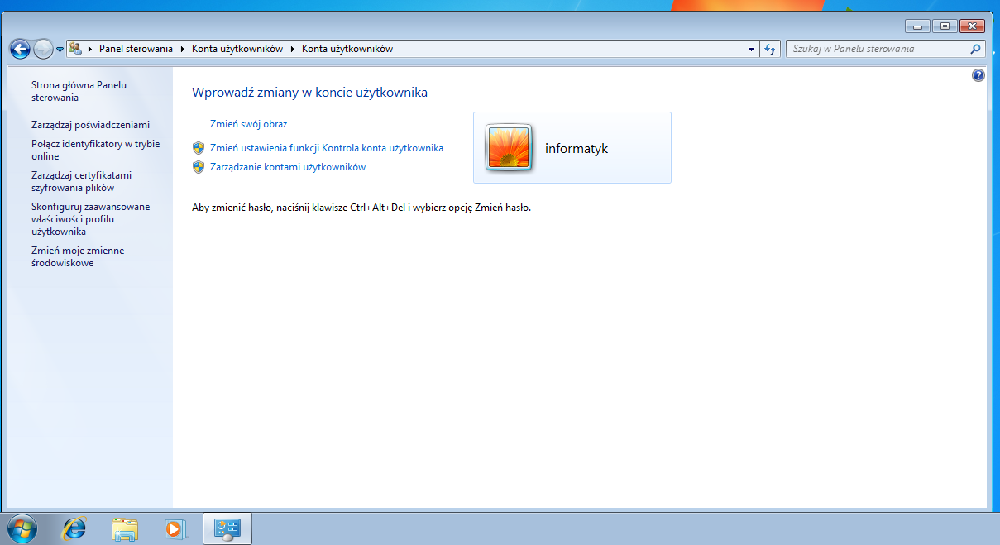 Panel sterowania ▸ Konta użytkowników ▸ Konta użytkowników
Szukaj w Panelu sterowania
Strona główna Panelu
sterowania
Zarządzaj poświadczeniami
Połącz identyfikatory w trybie
online
Zarządzaj certyfikatami
szyfrowania plików
Skonfiguruj zaawansowane
właściwości profilu
użytkownika
Zmień moje zmienne
środowiskowe
Wprowadź zmiany w koncie użytkownika
Zmień swój obraz
Zmień ustawienia funkcji Kontrola konta użytkownika
Zarządzanie kontami użytkowników
informatyk
Aby zmienić hasło, naciśnij klawisze Ctrl+Alt+Del i wybierz opcję Zmień hasło.